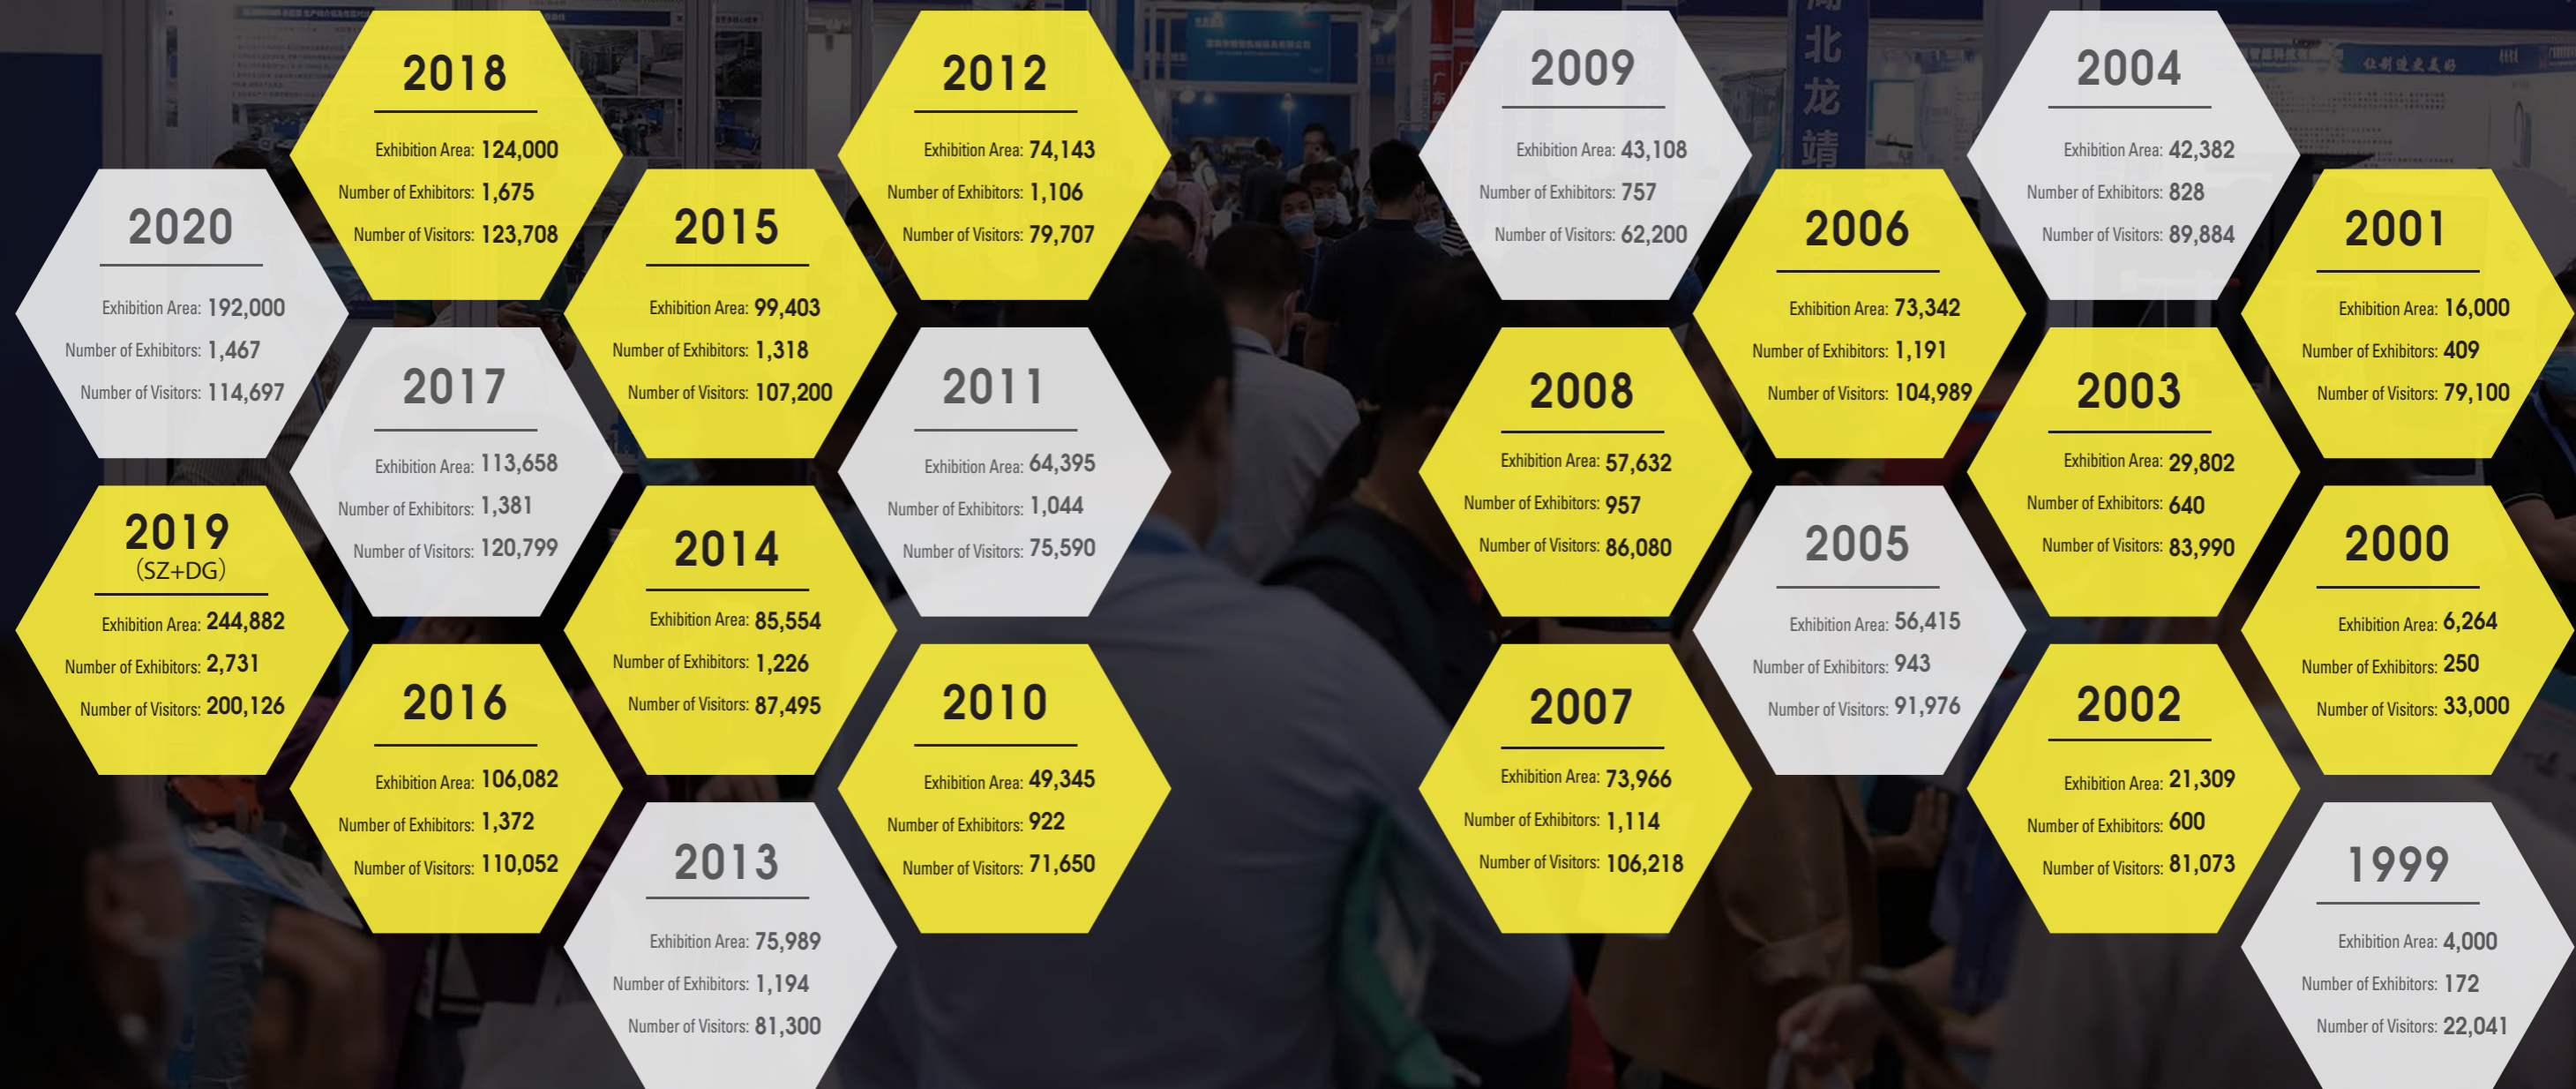 2018
Exhibition Area: 124,000
Number of Exhibitors: 1,675
Number of Visitors: 123,708
2012
Exhibition Area: 74,143
Number of Exhibitors: 1,106
Number of Visitors: 79,707
2009
Exhibition Area: 43,108
Number of Exhibitors: 757
Number of Visitors: 62,200
2004
Exhibition Area: 42,382
Number of Exhibitors: 828
Number of Visitors: 89,884
2020
Exhibition Area: 192,000
Number of Exhibitors: 1,467
Number of Visitors: 114,697
2015
Exhibition Area: 99,403
Number of Exhibitors: 1,318
Number of Visitors: 107,200
2006
Exhibition Area: 73,342
Number of Exhibitors: 1,191
Number of Visitors: 104,989
2001
Exhibition Area: 16,000
Number of Exhibitors: 409
Number of Visitors: 79,100
2017
Exhibition Area: 113,658
Number of Exhibitors: 1,381
Number of Visitors: 120,799
2011
Exhibition Area: 64,395
Number of Exhibitors: 1,044
Number of Visitors: 75,590
2008
Exhibition Area: 57,632
Number of Exhibitors: 957
Number of Visitors: 86,080
2003
Exhibition Area: 29,802
Number of Exhibitors: 640
Number of Visitors: 83,990
2019
(SZ+DG)
Exhibition Area: 244,882
Number of Exhibitors: 2,731
Number of Visitors: 200,126
2014
Exhibition Area: 85,554
Number of Exhibitors: 1,226
Number of Visitors: 87,495
2005
Exhibition Area: 56,415
Number of Exhibitors: 943
Number of Visitors: 91,976
2000
Exhibition Area: 6,264
Number of Exhibitors: 250
Number of Visitors: 33,000
2016
Exhibition Area: 106,082
Number of Exhibitors: 1,372
Number of Visitors: 110,052
2010
Exhibition Area: 49,345
Number of Exhibitors: 922
Number of Visitors: 71,650
2007
Exhibition Area: 73,966
Number of Exhibitors: 1,114
Number of Visitors: 106,218
2002
Exhibition Area: 21,309
Number of Exhibitors: 600
Number of Visitors: 81,073
2013
Exhibition Area: 75,989
Number of Exhibitors: 1,194
Number of Visitors: 81,300
1999
Exhibition Area: 4,000
Number of Exhibitors: 172
Number of Visitors: 22,041
湖北龙靖
让制造更美好
广东